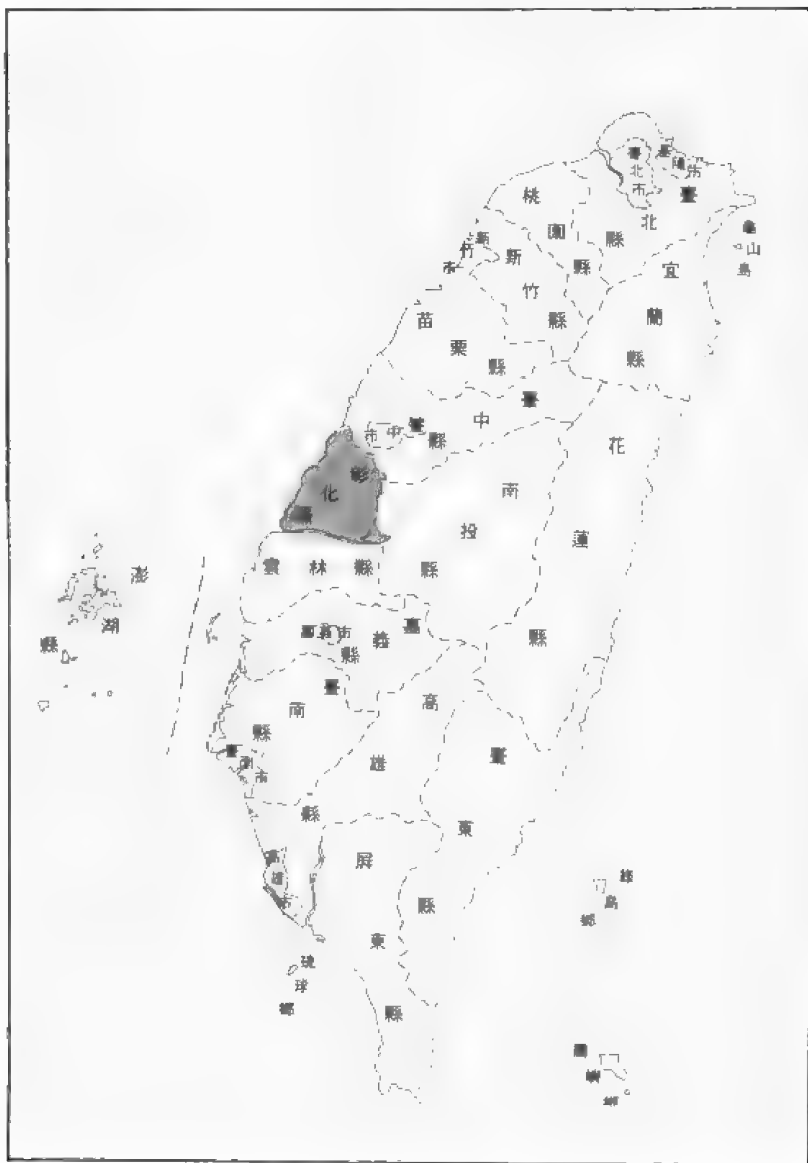 臺北市
基隆市
臺北縣
桃園縣
龜山島
新竹市
新竹縣
宜蘭縣
苗栗縣
臺中縣
中市
花蓮縣
彰化縣
南投縣
雲林縣
澎湖縣
嘉義市
嘉義縣
臺南縣
高雄縣
臺南市
臺東縣
屏東縣
高雄市
綠島鄉
琉球鄉
蘭嶼鄉